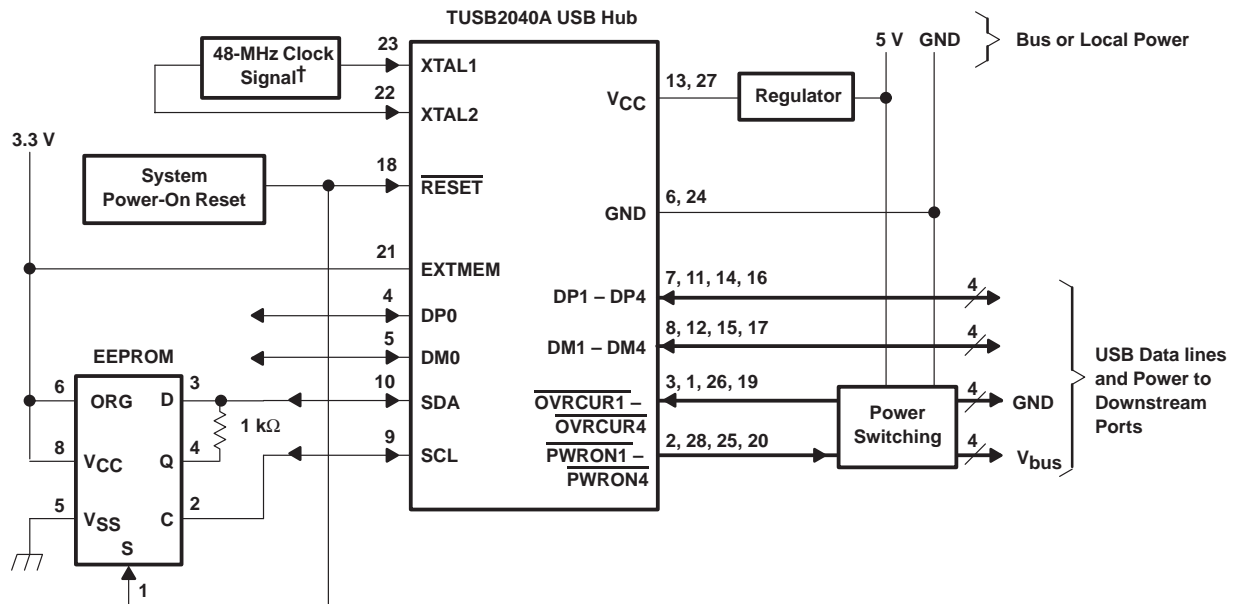 TUSB2040A USB Hub
5 V GND
Bus or Local Power
48-MHz Clock
Signal†
23
XTAL1
22
XTAL2
VCC
13, 27
Regulator
3.3 V
System
Power-On Reset
18
RESET
GND
6, 24
21
EXTMEM
4
DP0
5
DM0
DP1 – DP4
7, 11, 14, 16
4
DM1 – DM4
8, 12, 15, 17
4
USB Data lines
and Power to
Downstream
Ports
EEPROM
6
ORG
D
3
1 kΩ
10
SDA
OVRCUR1 –
OVRCUR4
3, 1, 26, 19
Power
Switching
4
GND
8
VCC
Q
4
9
SCL
PWRON1 –
PWRON4
2, 28, 25, 20
4
Vbus
5
VSS
C
2
S
1